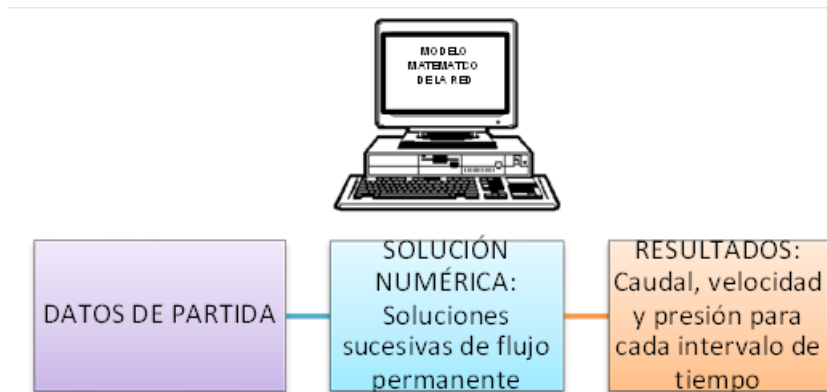 MODELO
MATEMATCO
DE LA RED
DATOS DE PARTIDA
SOLUCIÓN
NUMÉRICA:
Soluciones
sucesivas de flujo
permanente
RESULTADOS:
Caudal, velocidad
y presión para
cada intervalo de
tiempo